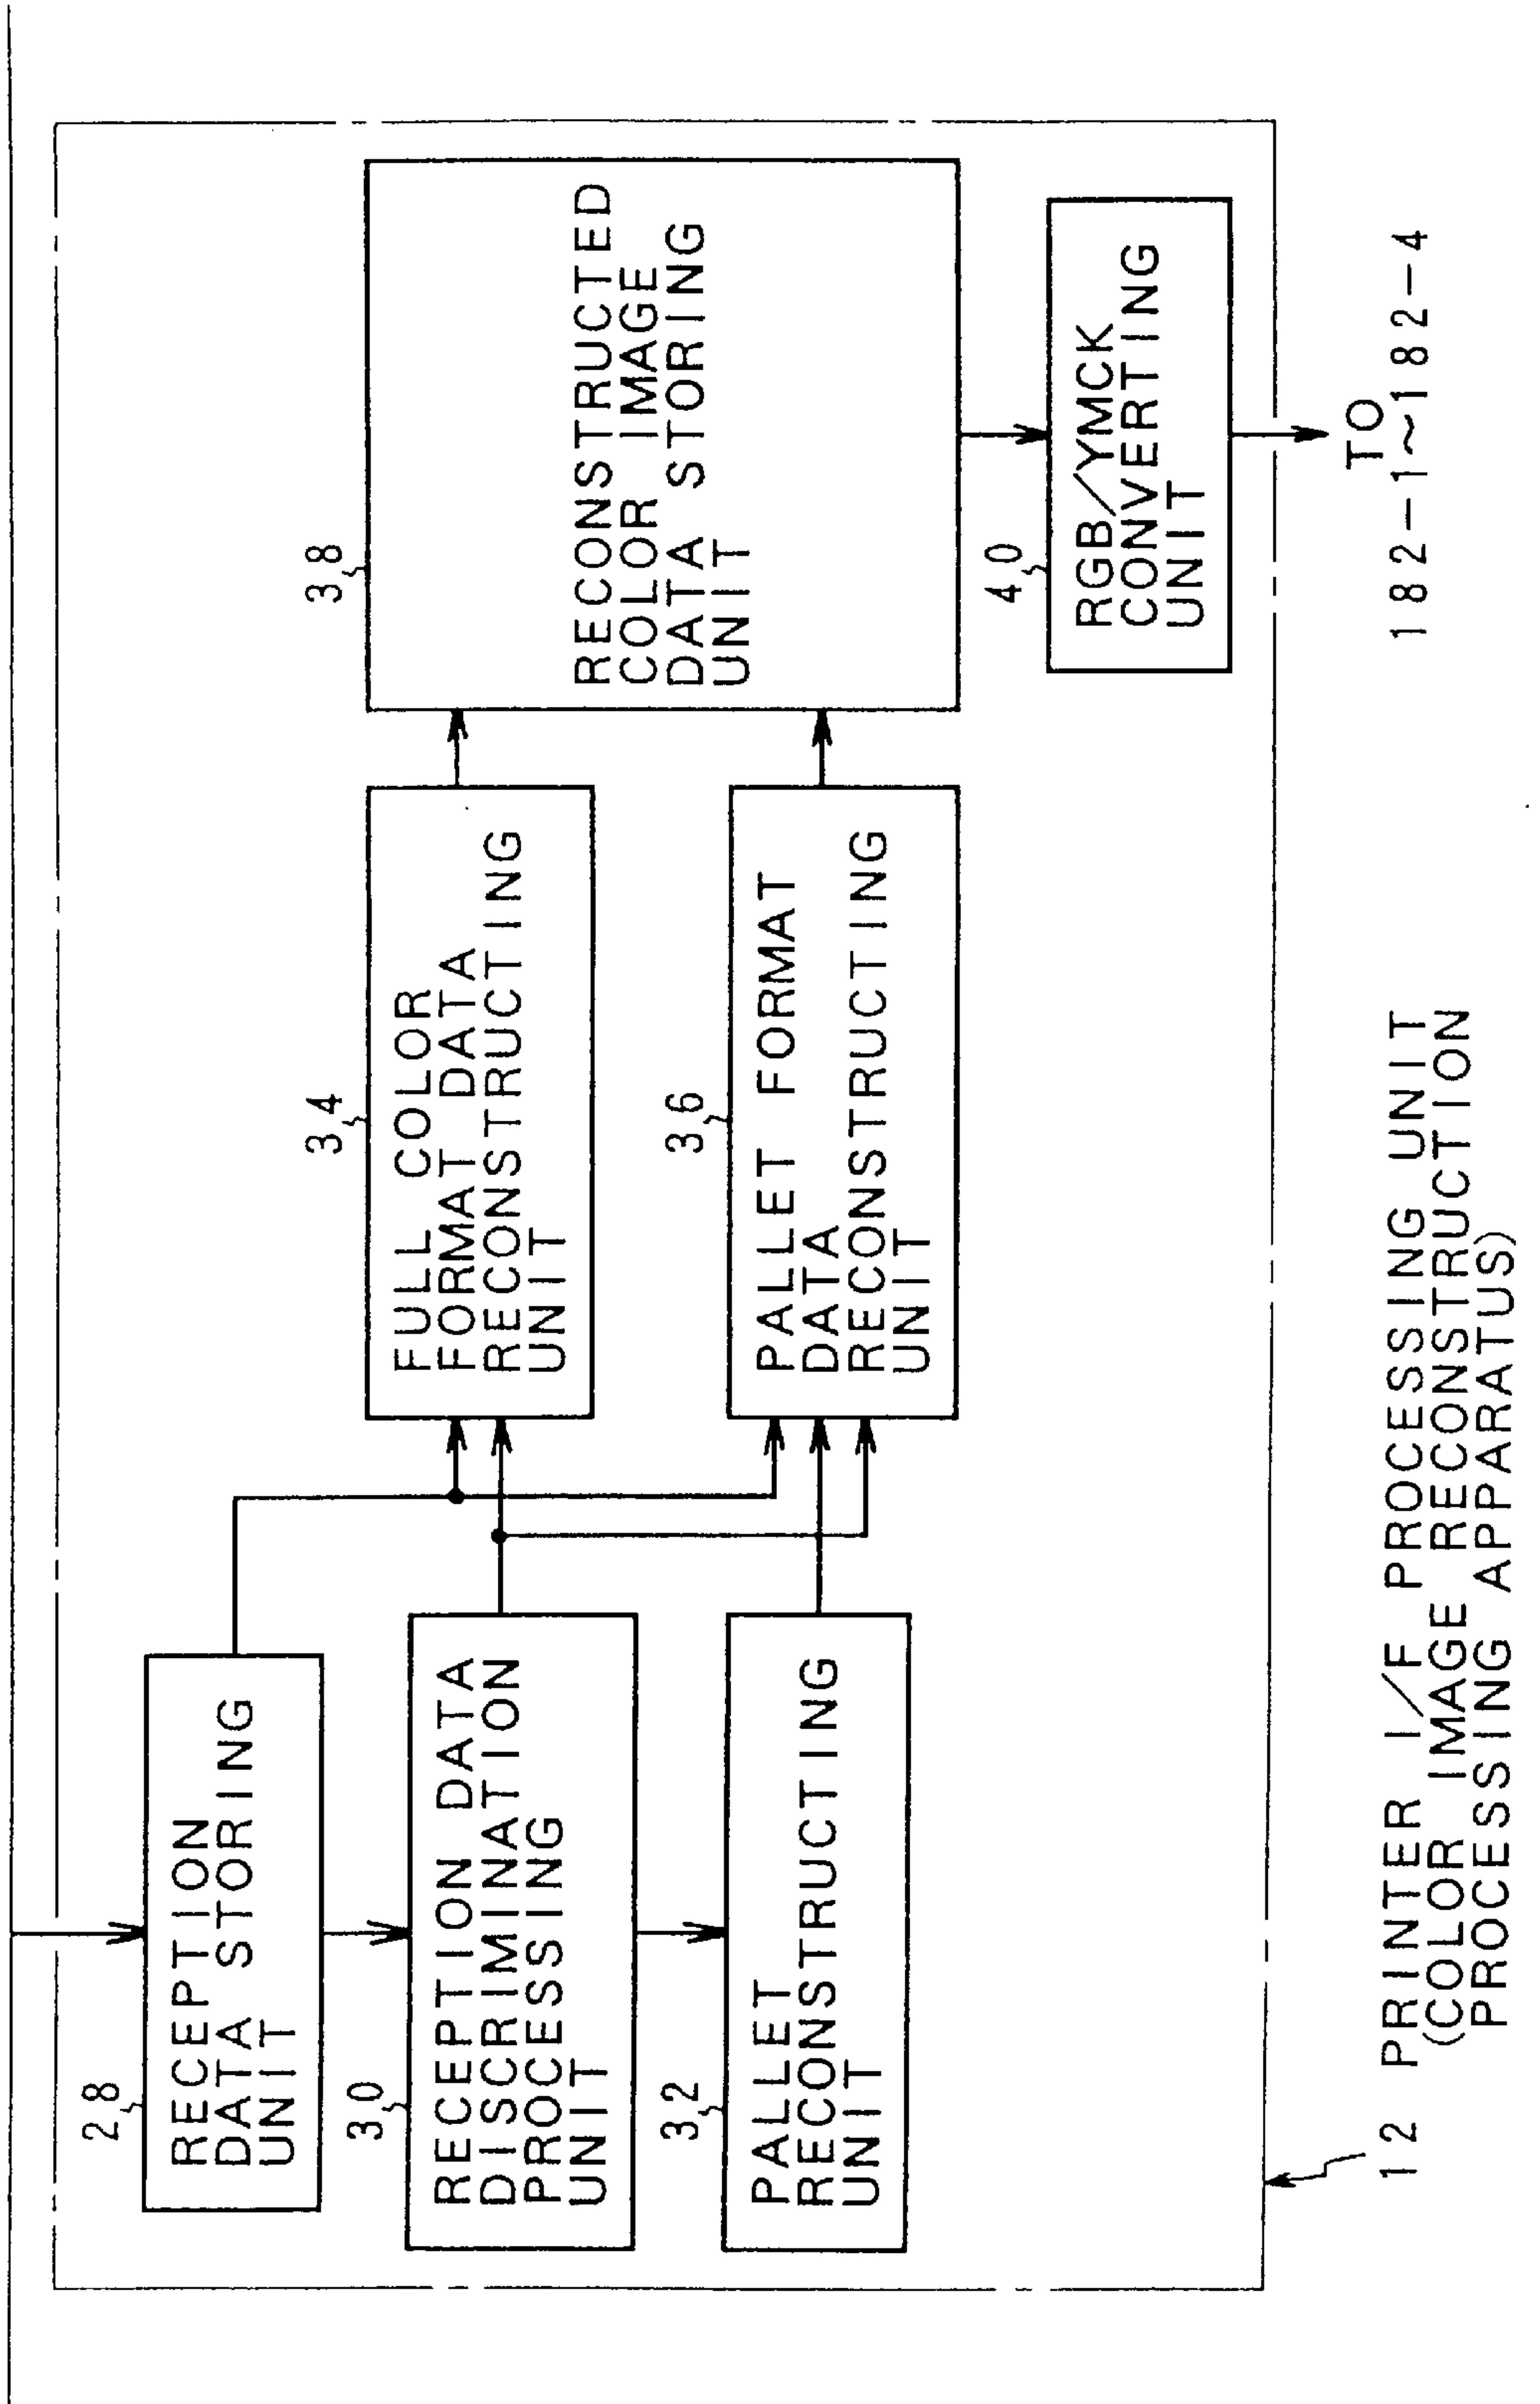 28
RECEPTION
DATA STORING
UNIT
30
RECEPTION DATA
DISCRIMINATION
PROCESSING
UNIT
32
PALLET
RECONSTRUCTING
UNIT
34
FULL COLOR
FORMAT DATA
RECONSTRUCTING
UNIT
36
PALLET FORMAT
DATA
RECONSTRUCTING
UNIT
38
RECONSTRUCTED
COLOR IMAGE
DATA STORING
UNIT
40
RGB/YMCK
CONVERTING
UNIT
TO
182-1~182-4
12 PRINTER I/F PROCESSING UNIT
(COLOR IMAGE RECONSTRUCTION
PROCESSING APPARATUS)